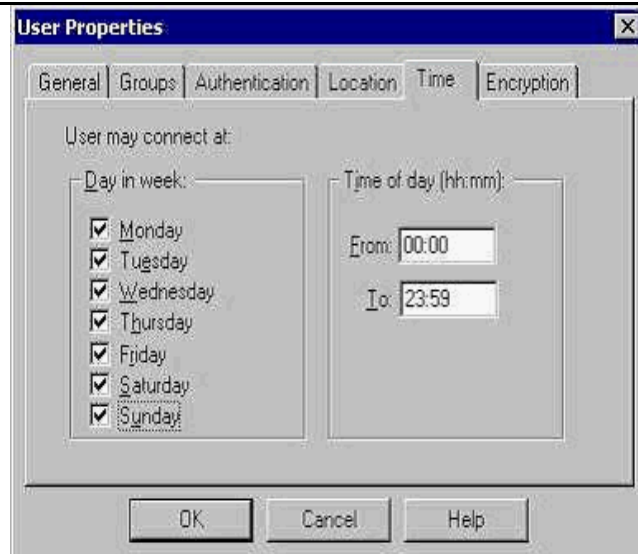 User Properties
General Groups Authentication Location Time Encryption
User may connect at:
Day in week:
Monday
Tuesday
Wednesday
Thursday
Friday
Saturday
Sunday
Time of day (hh:mm):
From: 00:00
To: 23:59
OK Cancel Help